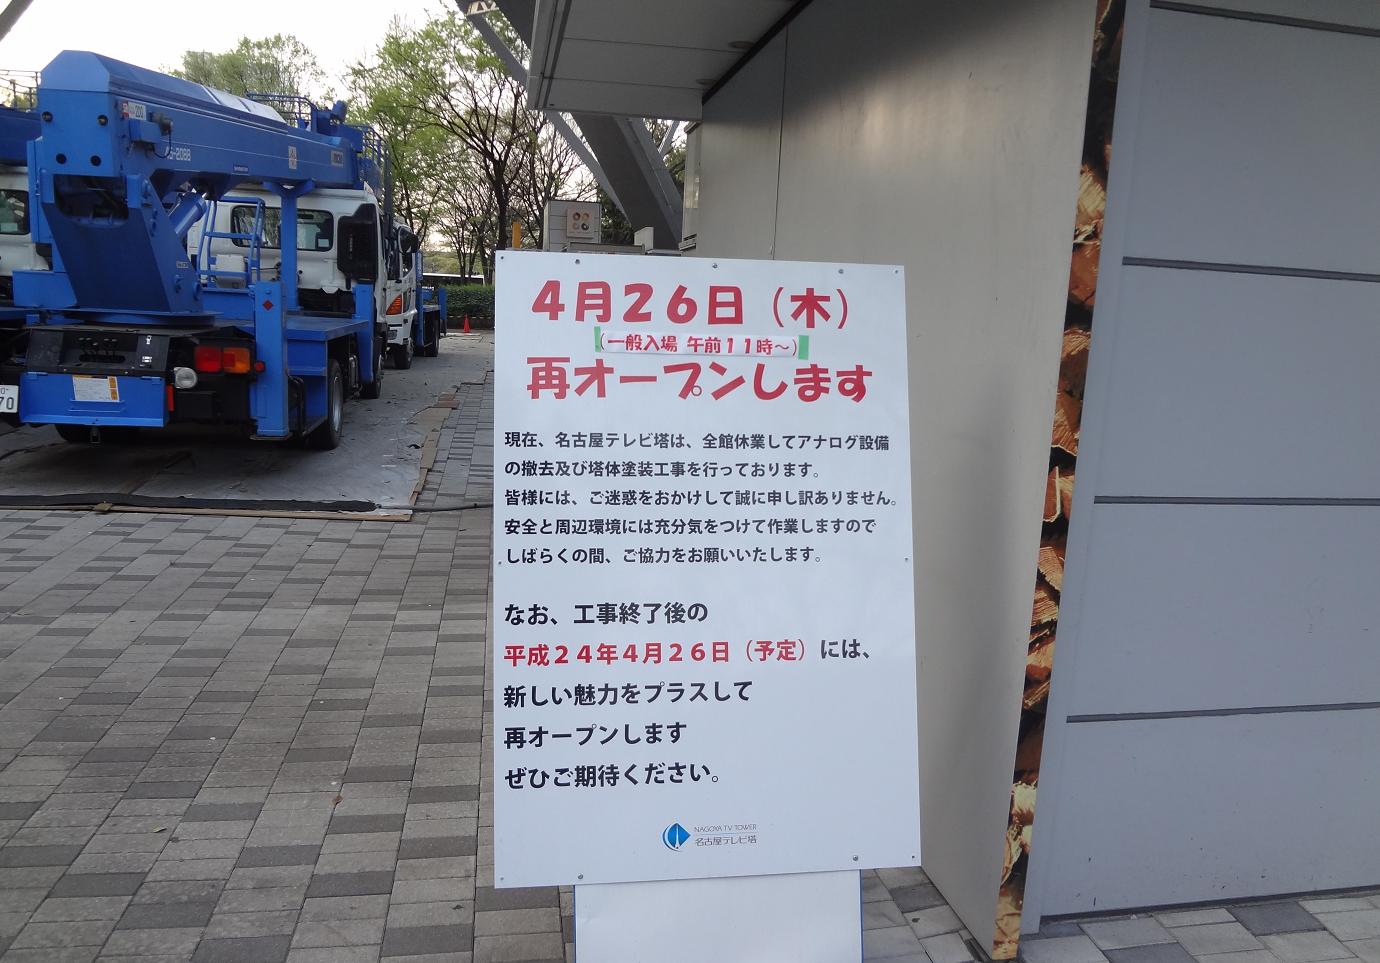 4月26日（木）
（一般入場 午前11時～）
再オープンします
現在、名古屋テレビ塔は、全館休業してアナログ設備
の撤去及び塔体塗装工事を行っております。
皆様には、ご迷惑をおかけして誠に申し訳ありません。
安全と周辺環境には充分気をつけて作業しますので
しばらくの間、ご協力をお願いいたします。
なお、工事終了後の
平成24年4月26日（予定）には、
新しい魅力をプラスして
再オープンします
ぜひご期待ください。
NAGOYA TV TOWER
名古屋テレビ塔